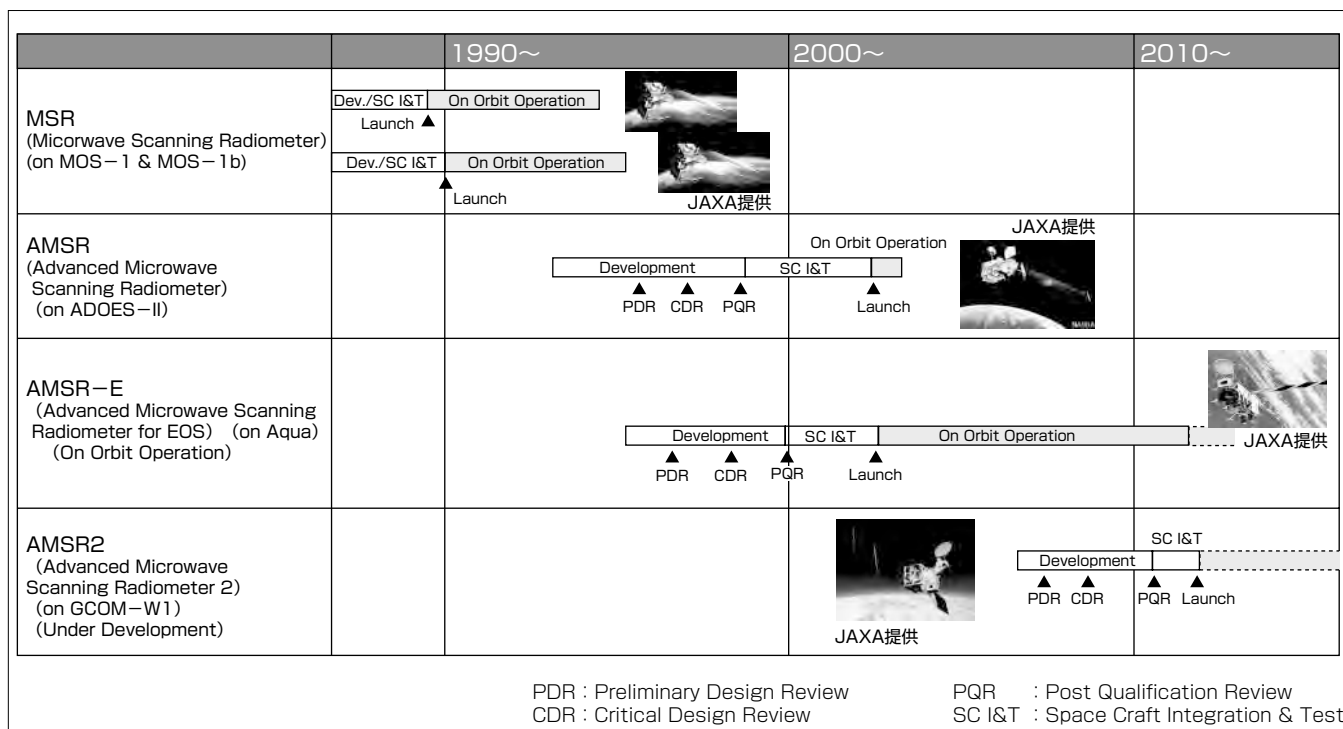 1990～ 2000～ 2010～
MSR
(Micorwave Scanning Radiometer)
(on MOS－1 & MOS－1b)
Dev./SC I&T On Orbit Operation
Launch ▲
Dev./SC I&T On Orbit Operation
▲ Launch
JAXA提供
AMSR
(Advanced Microwave
Scanning Radiometer)
(on ADOES－II)
JAXA提供
On Orbit Operation
Development SC I&T
▲ ▲ ▲ ▲
PDR CDR PQR Launch
AMSR－E
(Advanced Microwave Scanning
Radiometer for EOS) (on Aqua)
(On Orbit Operation)
Development SC I&T On Orbit Operation
JAXA提供
▲ ▲ ▲ ▲
PDR CDR PQR Launch
AMSR2
(Advanced Microwave
Scanning Radiometer 2)
(on GCOM－W1)
(Under Development)
SC I&T
Development
▲ ▲ ▲ ▲
PDR CDR PQR Launch
JAXA提供
PDR：Preliminary Design Review PQR ：Post Qualification Review
CDR：Critical Design Review SC I&T ：Space Craft Integration & Test